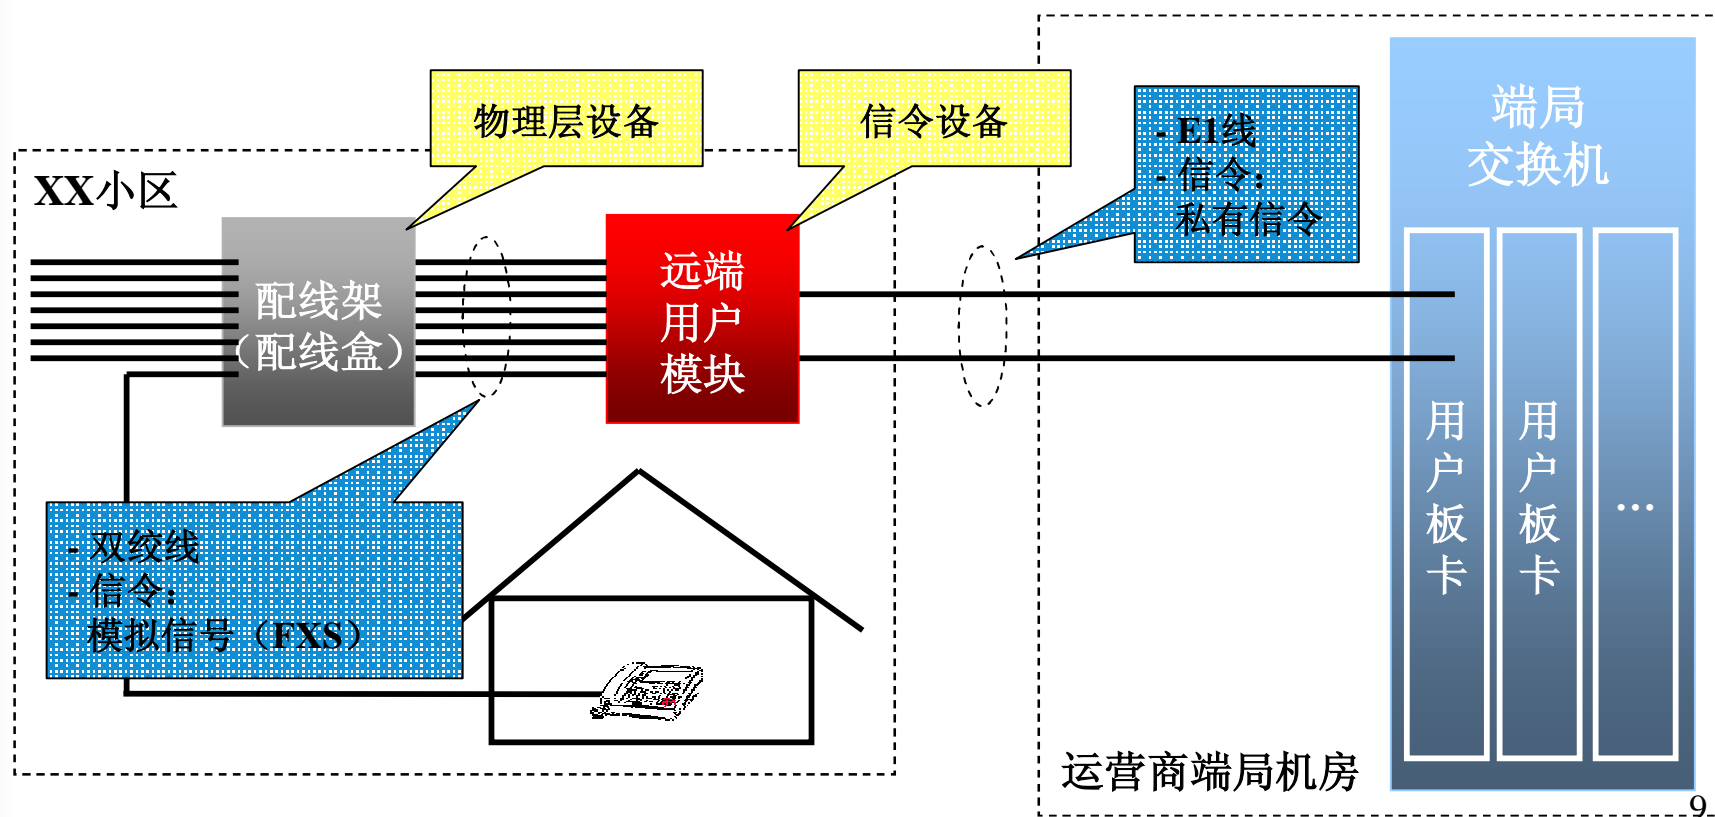 物理层设备
信令设备
- E1线
- 信令:
私有信令
端局
交换机
XX小区
配线架
（配线盒）
远端
用户
模块
用户板卡
用户板卡
...
- 双绞线
- 信令:
模拟信号（FXS）
运营商端局机房
9